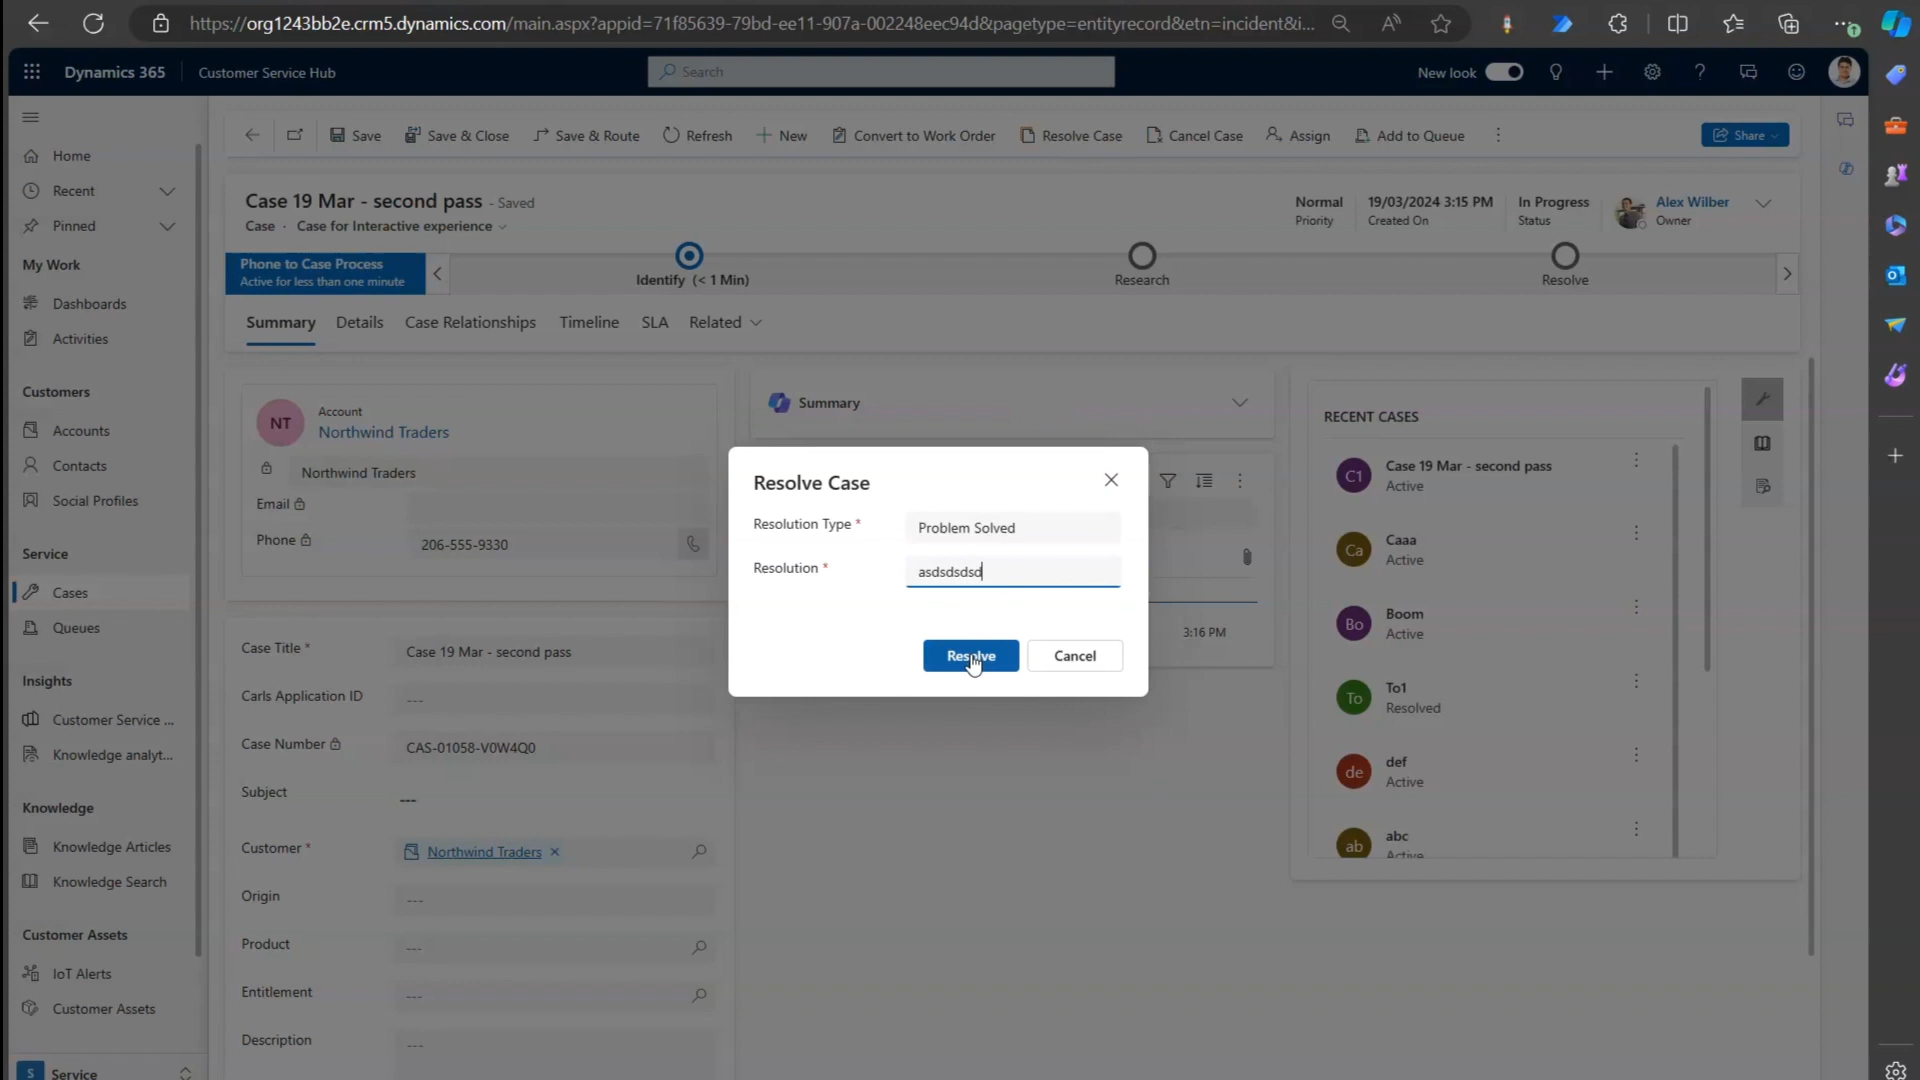 https://org1243bb2e.crm5.dynamics.com/main.aspx?appid=71f85639-79bd-ee11-907a-002248eec94d&pagetype=entityrecord&etn=incident&i...
Dynamics 365
Customer Service Hub
Search
New look
Home
Recent
Pinned
My Work
Dashboards
Activities
Customers
Accounts
Contacts
Social Profiles
Service
Cases
Queues
Insights
Customer Service ...
Knowledge analyt...
Knowledge
Knowledge Articles
Knowledge Search
Customer Assets
IoT Alerts
Customer Assets
S Service
Save
Save & Close
Save & Route
Refresh
New
Convert to Work Order
Resolve Case
Cancel Case
Assign
Add to Queue
Share
Case 19 Mar - second pass - Saved
Case · Case for Interactive experience
Normal
Priority
19/03/2024 3:15 PM
Created On
In Progress
Status
Alex Wilber
Owner
Phone to Case Process
Active for less than one minute
Identify (< 1 Min)
Research
Resolve
Summary
Details
Case Relationships
Timeline
SLA
Related
NT
Account
Northwind Traders
Northwind Traders
Email
Phone
206-555-9330
Case Title *
Case 19 Mar - second pass
Carls Application ID
---
Case Number
CAS-01058-V0W4Q0
Subject
---
Customer *
Northwind Traders
Origin
---
Product
---
Entitlement
---
Description
---
Summary
3:16 PM
Resolve Case
Resolution Type *
Problem Solved
Resolution *
asdsdsdsd
Resolve
Cancel
RECENT CASES
C1
Case 19 Mar - second pass
Active
Ca
Caaa
Active
Bo
Boom
Active
To
To1
Resolved
de
def
Active
ab
abc
Active